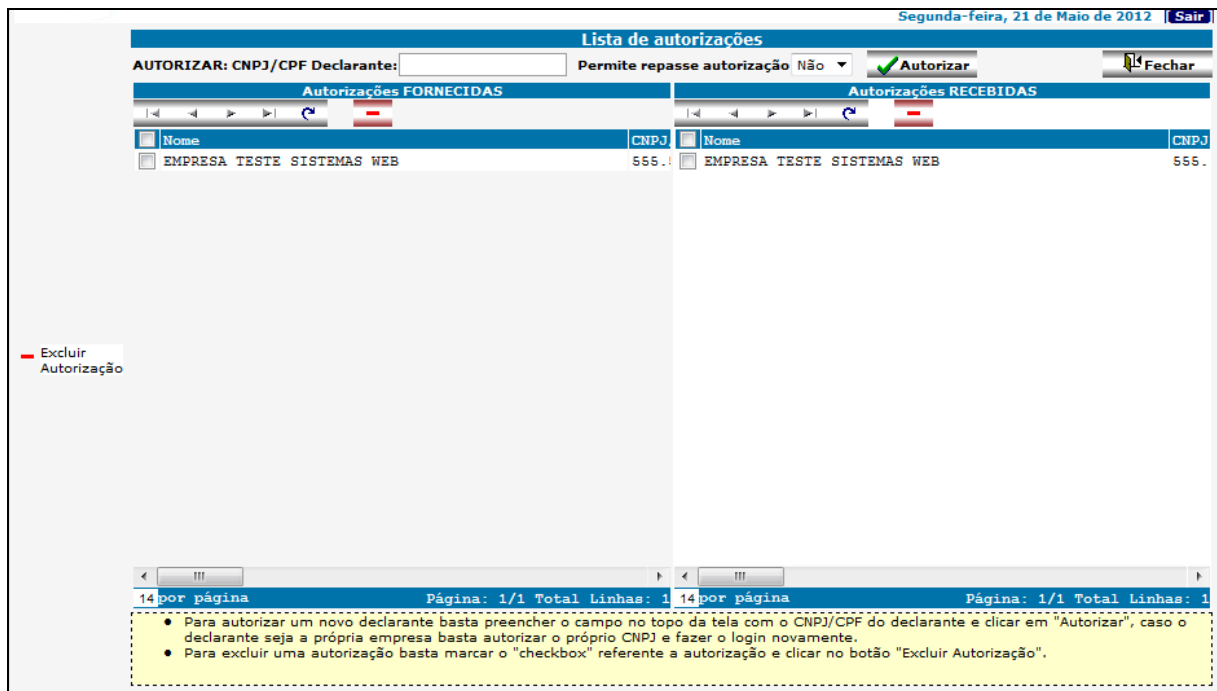 Segunda-feira, 21 de Maio de 2012 [Sair]
Lista de autorizações
AUTORIZAR: CNPJ/CPF Declarante: Permite repasse autorização Não Autorizar Fechar
Autorizações FORNECIDAS Autorizações RECEBIDAS
Nome CNPJ Nome CNPJ
EMPRESA TESTE SISTEMAS WEB 555. EMPRESA TESTE SISTEMAS WEB 555.
Excluir
Autorização
14 por página Página: 1/1 Total Linhas: 1 14 por página Página: 1/1 Total Linhas: 1
• Para autorizar um novo declarante basta preencher o campo no topo da tela com o CNPJ/CPF do declarante e clicar em "Autorizar", caso o
declarante seja a própria empresa basta autorizar o próprio CNPJ e fazer o login novamente.
• Para excluir uma autorização basta marcar o "checkbox" referente a autorização e clicar no botão "Excluir Autorização".